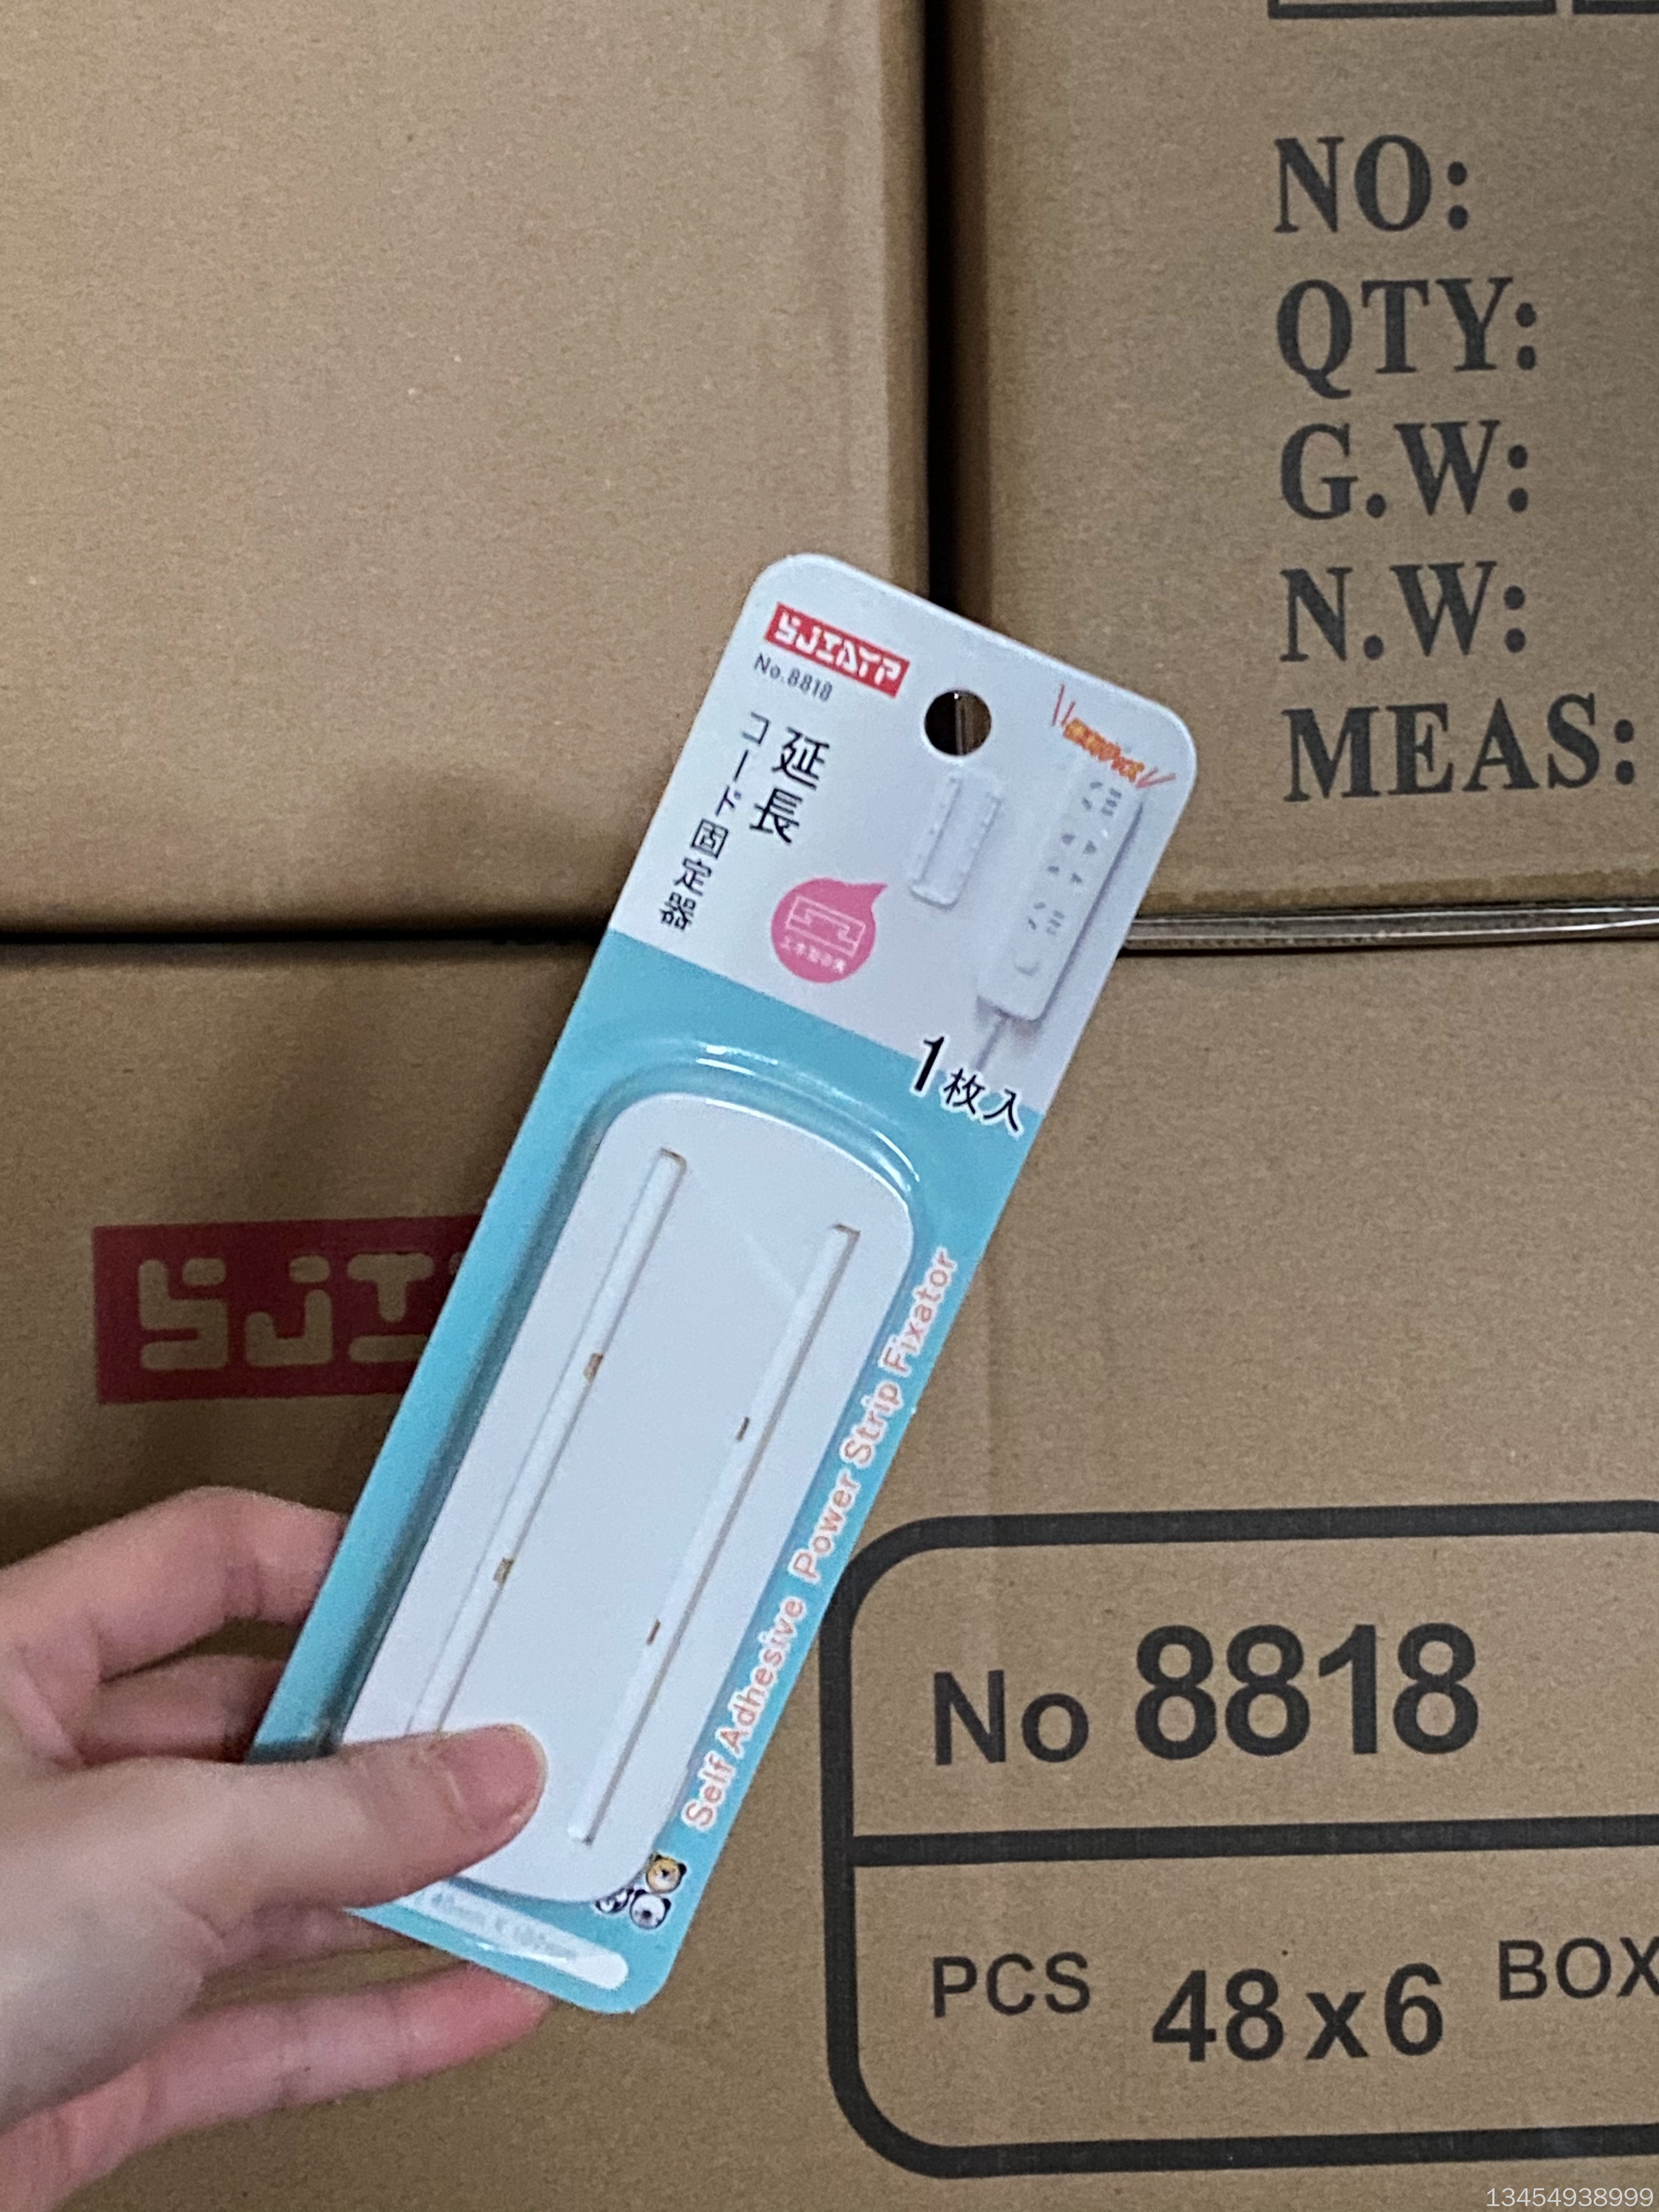 NO:
QTY:
G.W:
N.W:
MEAS:
SJIATP
No.8818
延長
コード固定器
1枚入
Self Adhesive Power Strip Fixator
SJI
No 8818
PCS 48x6 BOX
13454938999